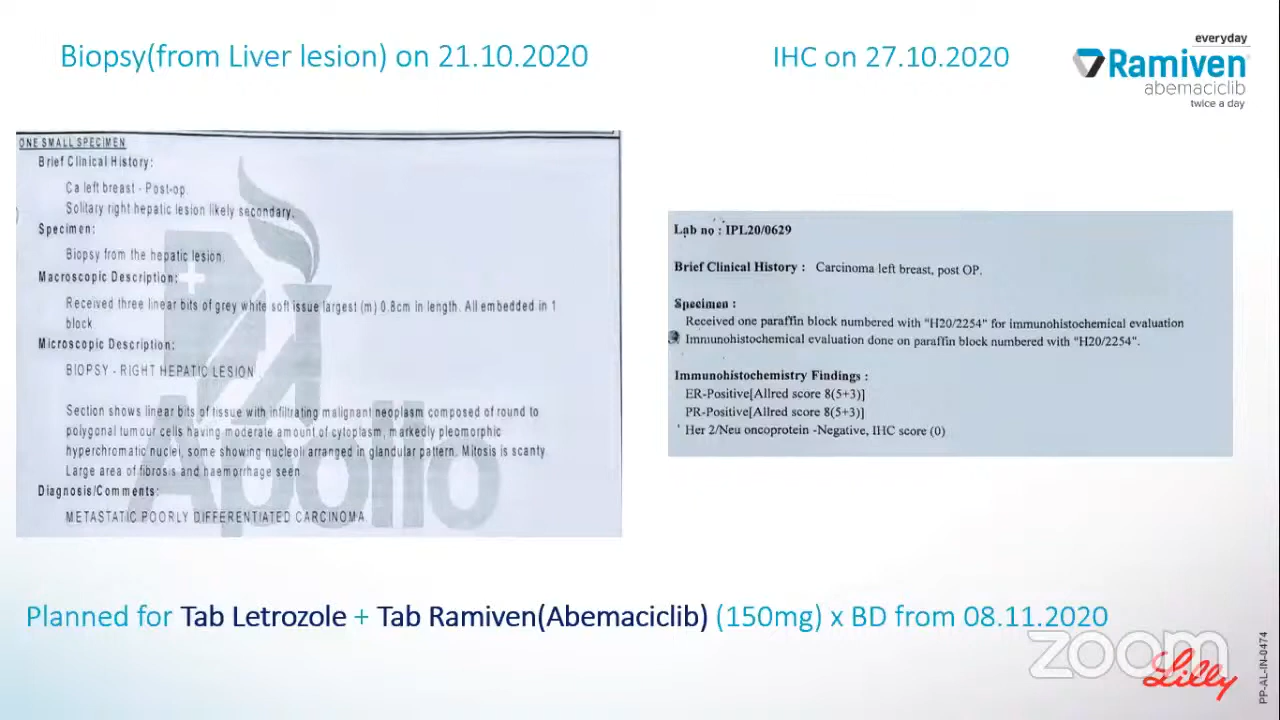 Biopsy(from Liver lesion) on 21.10.2020
IHC on 27.10.2020
everyday
Ramiven
abemaciclib
twice a day
ONE SMALL SPECIMEN
Brief Clinical History:
Ca left breast - Post-op.
Solitary right hepatic lesion likely secondary.
Specimen:
Biopsy from the hepatic lesion.
Macroscopic Description:
Received three linear bits of grey white soft issue largest (m) 0.8cm in length. All embedded in 1
block
Microscopic Description:
BIOPSY - RIGHT HEPATIC LESION
Section shows linear bits of tissue with infiltrating malignant neoplasm composed of round to
polygonal tumour cells having moderate amount of cytoplasm, markedly pleomorphic
hyperchromatic nuclei, some showing nucleoli arranged in glandular pattern. Mitosis is scanty.
Large area of fibrosis and haemorrhage seen.
Diagnosis/Comments:
METASTATIC POORLY DIFFERENTIATED CARCINOMA.
Apollo
Lab no : IPL20/0629
Brief Clinical History : Carcinoma left breast, post OP.
Specimen :
Received one paraffin block numbered with "H20/2254" for immunohistochemical evaluation
Immunohistochemical evaluation done on paraffin block numbered with "H20/2254".
Immunohistochemistry Findings :
ER-Positive[Allred score 8(5+3)]
PR-Positive[Allred score 8(5+3)]
Her 2/Neu oncoprotein -Negative, IHC score (0)
Planned for Tab Letrozole + Tab Ramiven(Abemaciclib) (150mg) x BD from 08.11.2020
zoom
Lilly
PP-AL-IN-0474